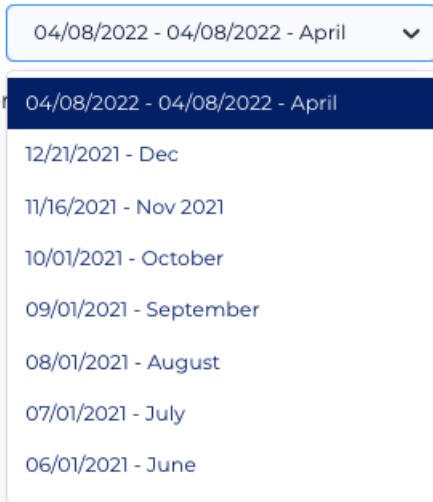 04/08/2022 - 04/08/2022 - April
04/08/2022 - 04/08/2022 - April
12/21/2021 - Dec
11/16/2021 - Nov 2021
10/01/2021 - October
09/01/2021 - September
08/01/2021 - August
07/01/2021 - July
06/01/2021 - June